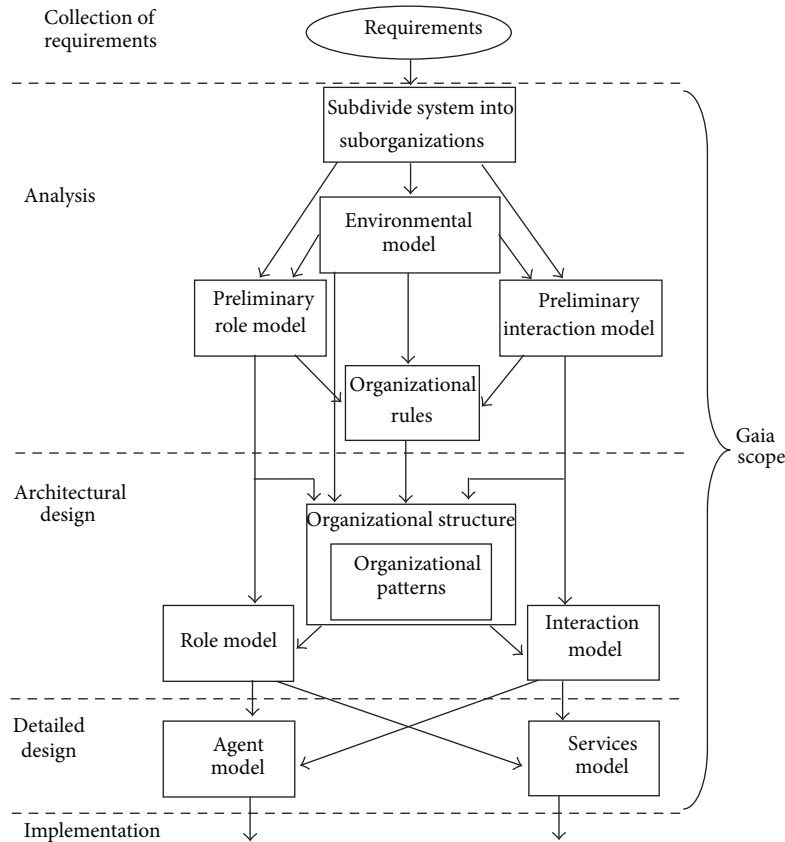 Collection of
requirements
Requirements
Subdivide system into
suborganizations
Analysis
Environmental
model
Preliminary
role model
Preliminary
interaction model
Organizational
rules
Gaia
scope
Architectural
design
Organizational structure
Organizational
patterns
Role model
Interaction
model
Detailed
design
Agent
model
Services
model
Implementation